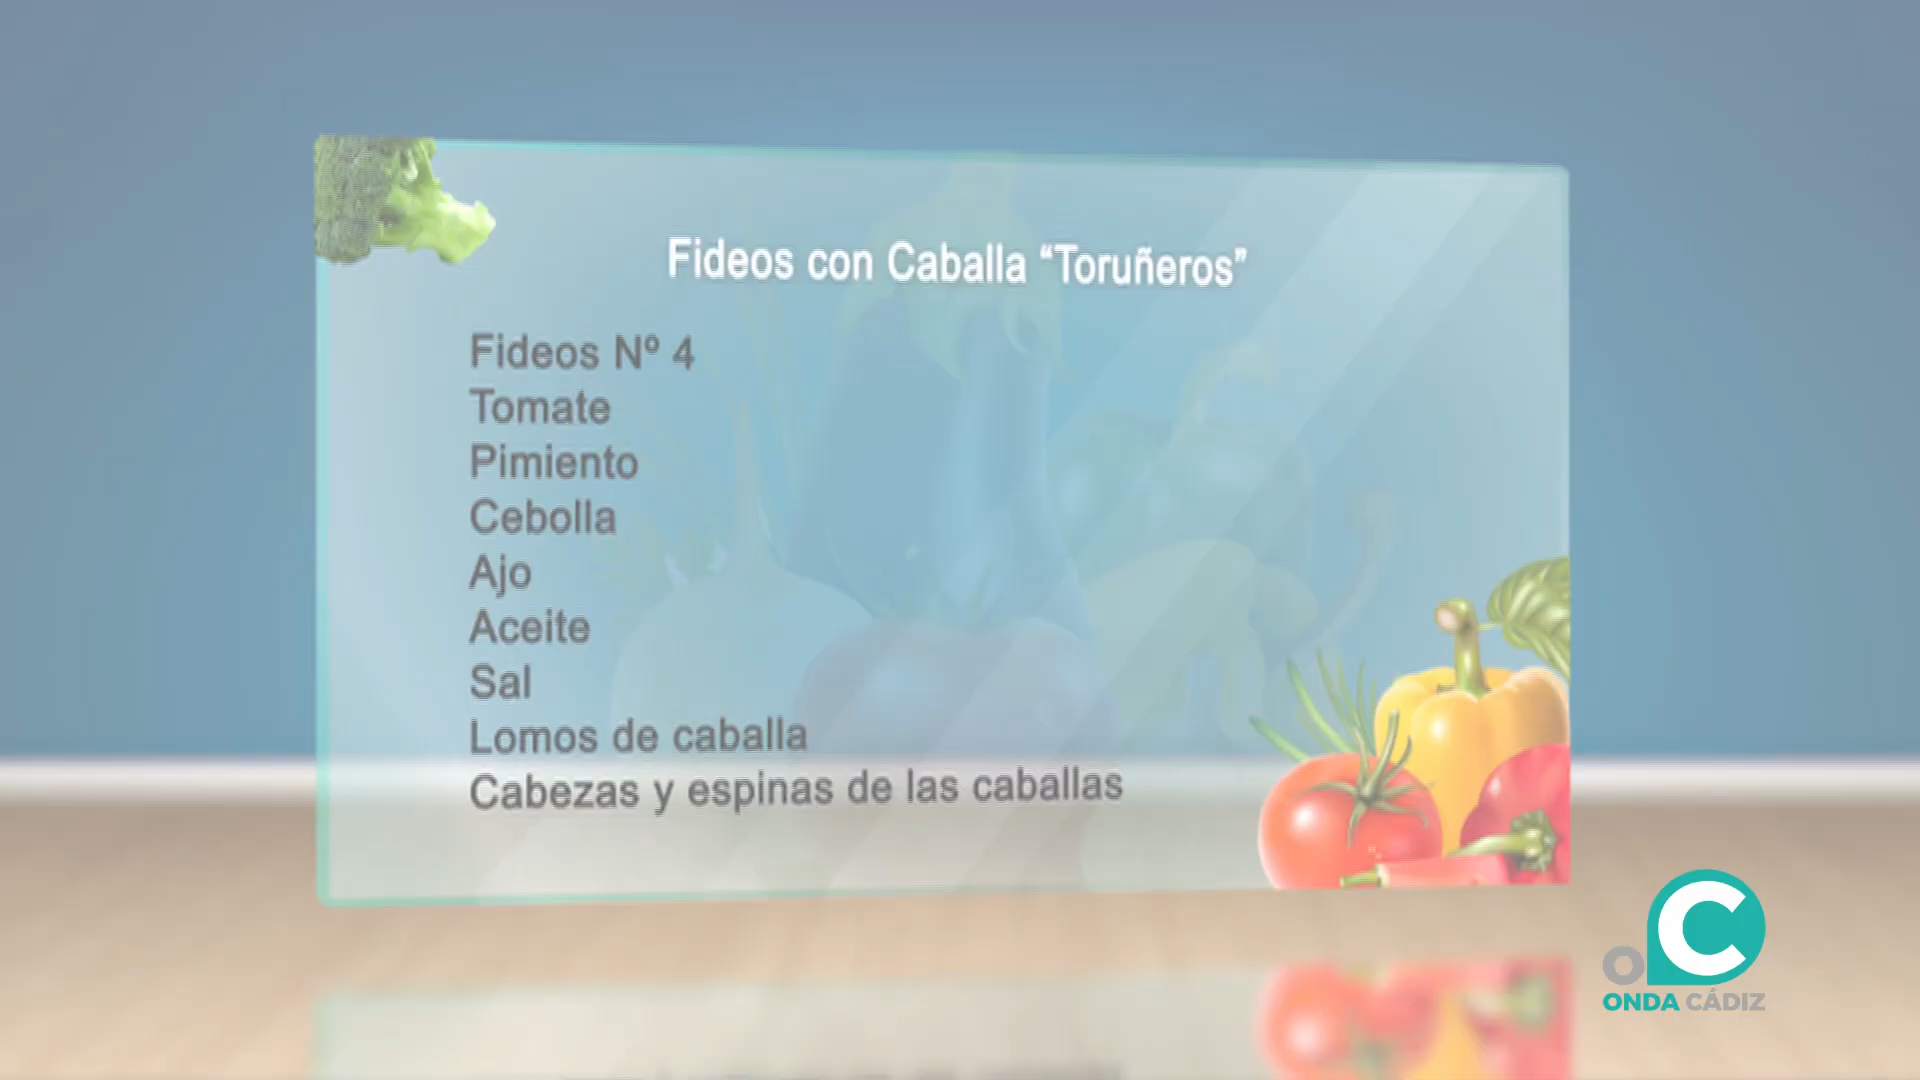 Fideos con Caballa “Toruñeros”
Fideos Nº 4
Tomate
Pimiento
Cebolla
Ajo
Aceite
Sal
Lomos de caballa
Cabezas y espinas de las caballas
OC
ONDA CÁDIZ